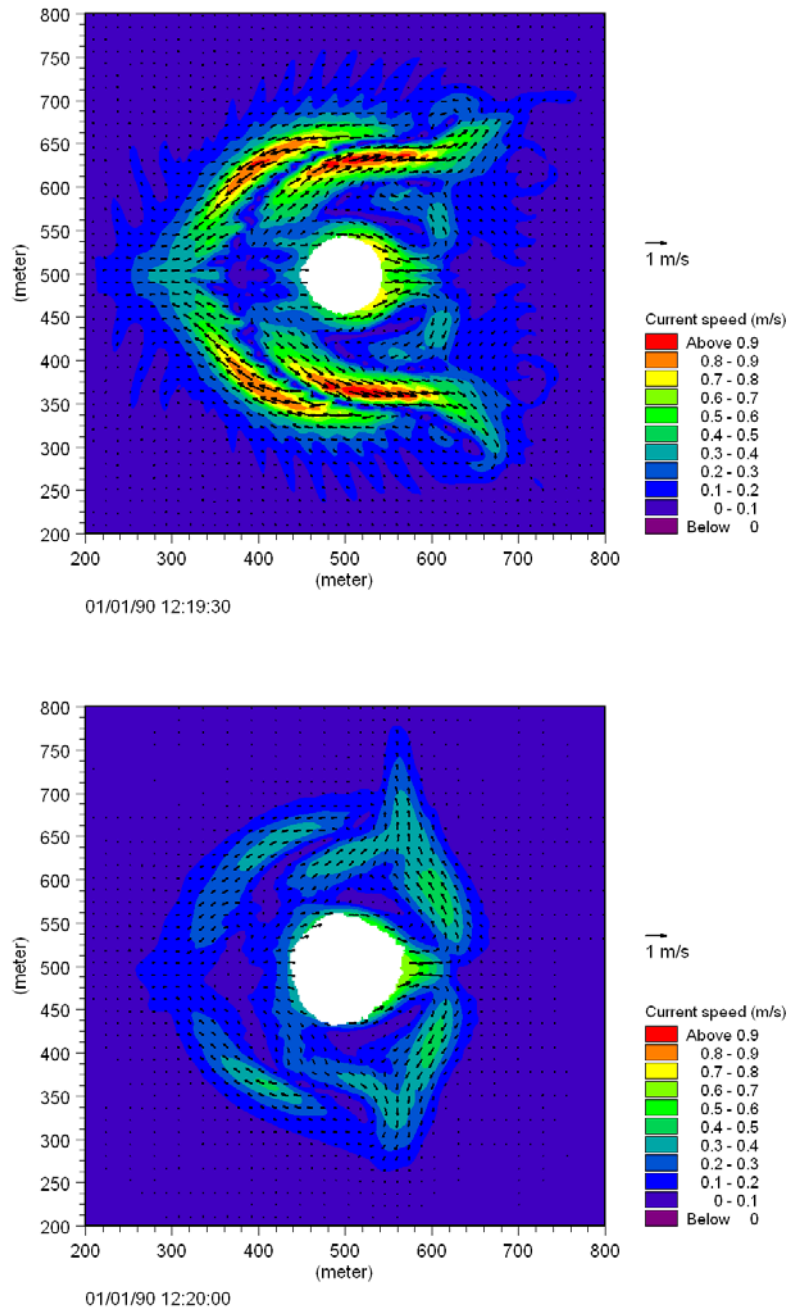 800
750
700
650
600
550
500
450
400
350
300
250
200
(meter)
200 300 400 500 600 700 800
(meter)
01/01/90 12:19:30
1 m/s
Current speed (m/s)
Above 0.9
0.8 - 0.9
0.7 - 0.8
0.6 - 0.7
0.5 - 0.6
0.4 - 0.5
0.3 - 0.4
0.2 - 0.3
0.1 - 0.2
0 - 0.1
Below 0
800
750
700
650
600
550
500
450
400
350
300
250
200
(meter)
200 300 400 500 600 700 800
(meter)
01/01/90 12:20:00
1 m/s
Current speed (m/s)
Above 0.9
0.8 - 0.9
0.7 - 0.8
0.6 - 0.7
0.5 - 0.6
0.4 - 0.5
0.3 - 0.4
0.2 - 0.3
0.1 - 0.2
0 - 0.1
Below 0